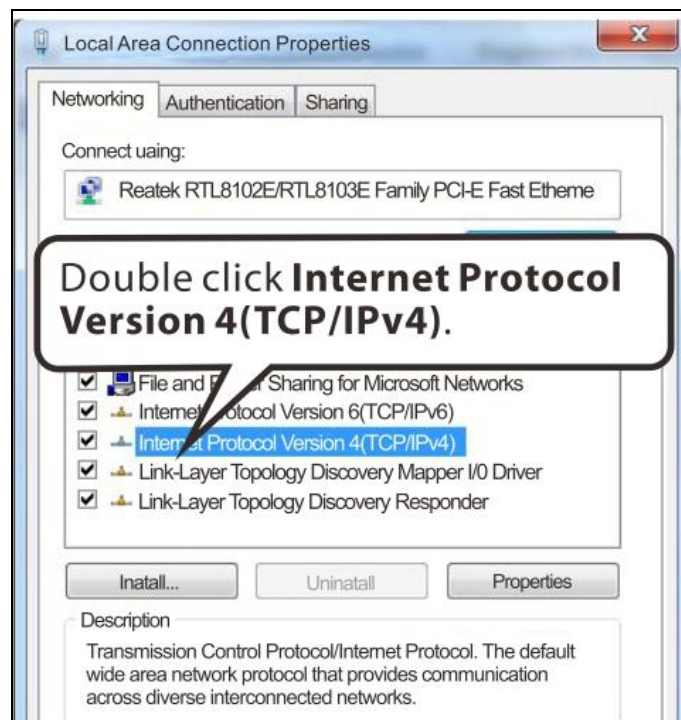 Local Area Connection Properties
Networking Authentication Sharing
Connect uaing:
Reatek RTL8102E/RTL8103E Family PCI-E Fast Etheme
Double click Internet Protocol
Version 4(TCP/IPv4).
File and Sharing for Microsoft Networks
Internet Version 6(TCP/IPv6)
Internet Protocol Version 4(TCP/IPv4)
Link-Layer Topology Discovery Mapper I/0 Driver
Link-Layer Topology Discovery Responder
Inatall... Uninatall Properties
Description
Transmission Control Protocol/Internet Protocol. The default
wide area network protocol that provides communication
across diverse interconnected networks.